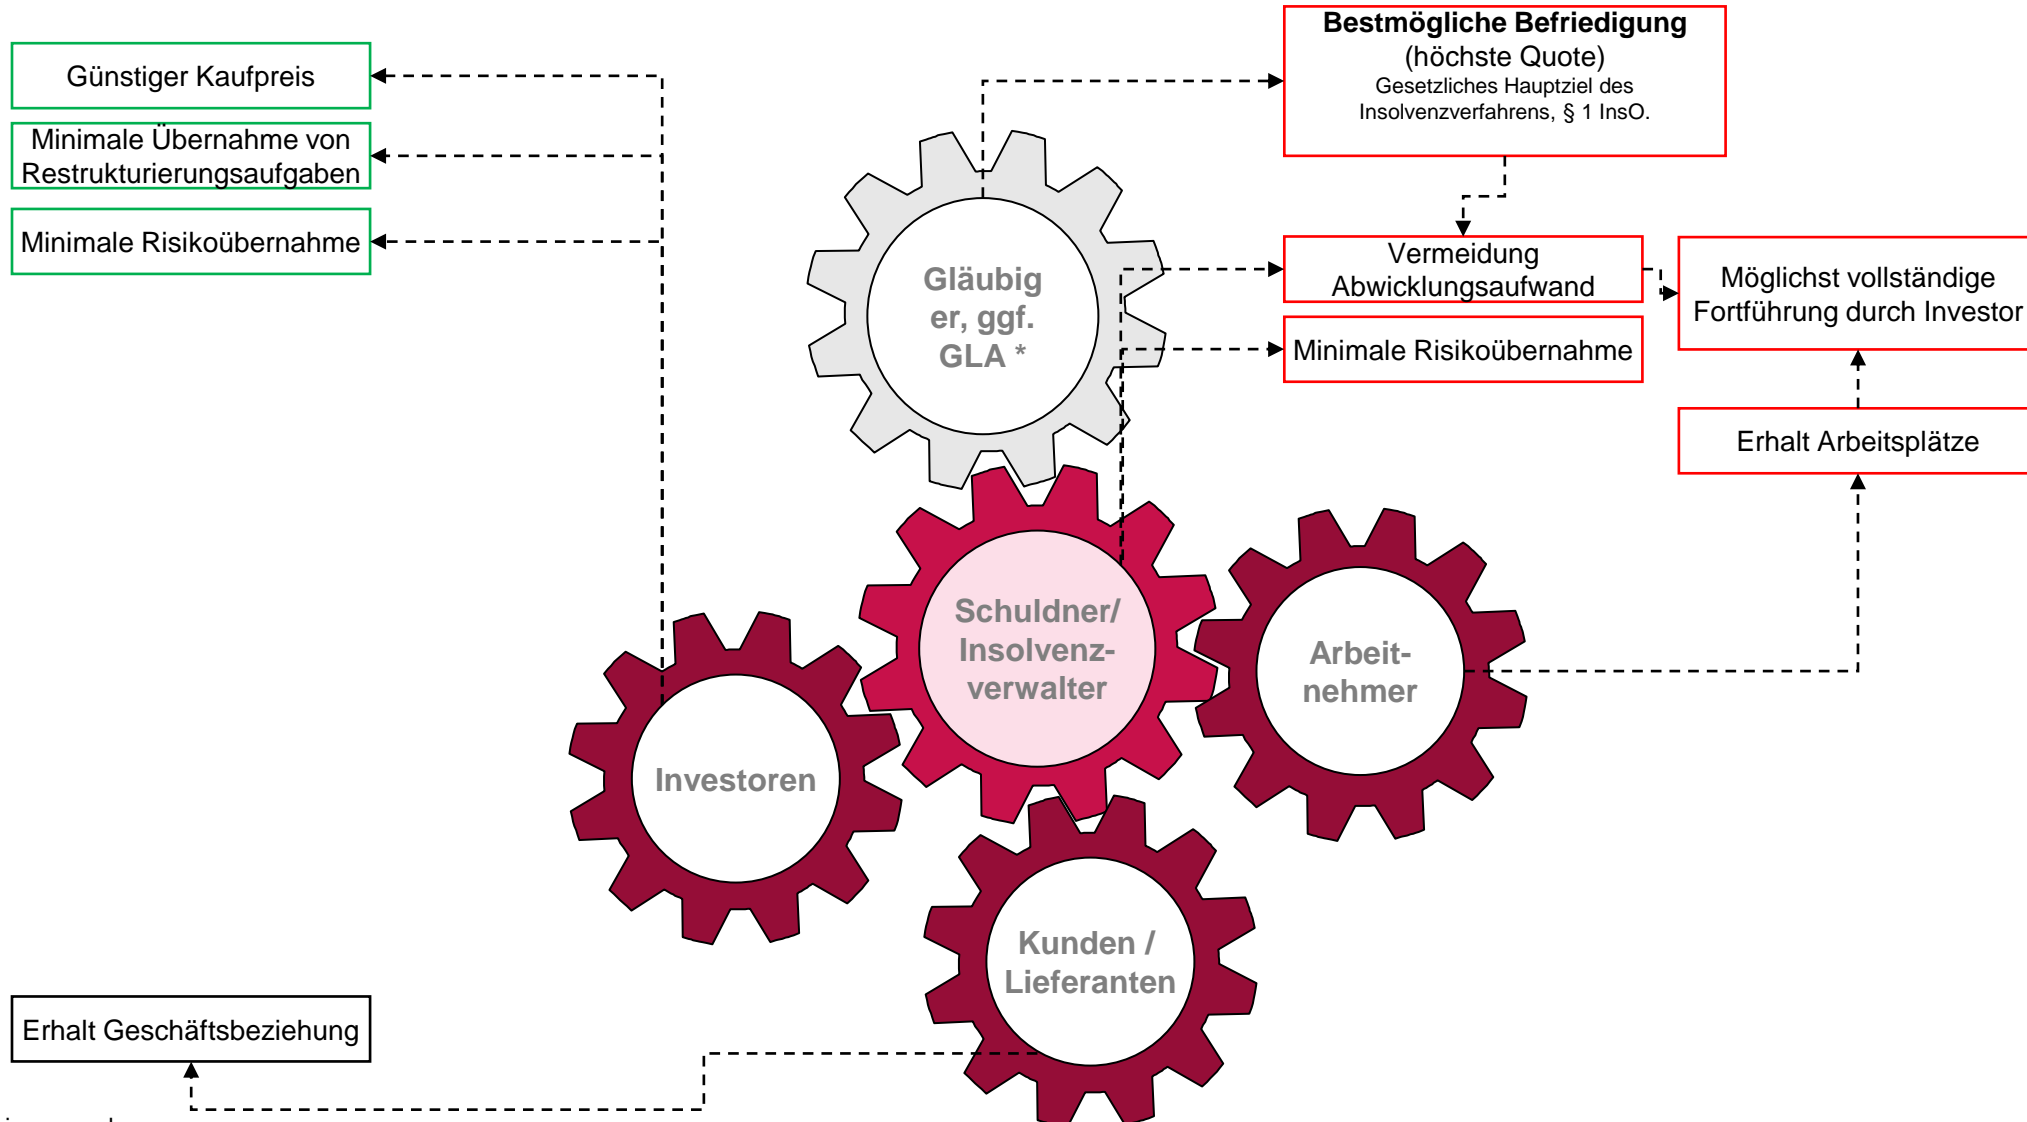 Bestmögliche Befriedigung
(höchste Quote)
Gesetzliches Hauptziel des
Insolvenzverfahrens, § 1 InsO.
Günstiger Kaufpreis
Minimale Übernahme von
Restrukturierungsaufgaben
Minimale Risikoübernahme
Gläubig
er, ggf.
GLA *
Vermeidung
Abwicklungsaufwand
Minimale Risikoübernahme
Möglichst vollständige
Fortführung durch Investor
Erhalt Arbeitsplätze
Schuldner/
Insolvenz-
verwalter
Arbeit-
nehmer
Investoren
Kunden /
Lieferanten
Erhalt Geschäftsbeziehung